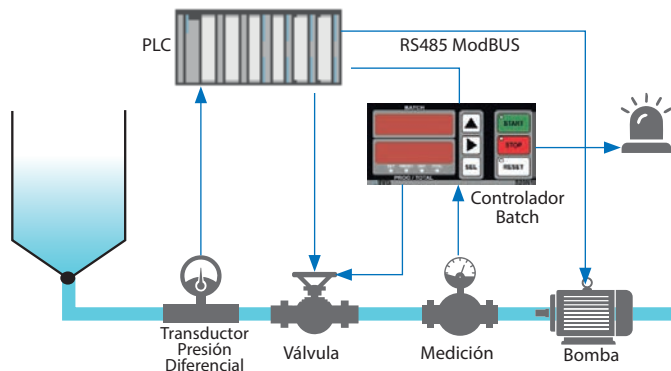 PLC
RS485 ModBUS
BATCH
START
STOP
SEL
RESET
PROG / TOTAL
Controlador
Batch
Transductor
Presión
Diferencial
Válvula
Medición
Bomba